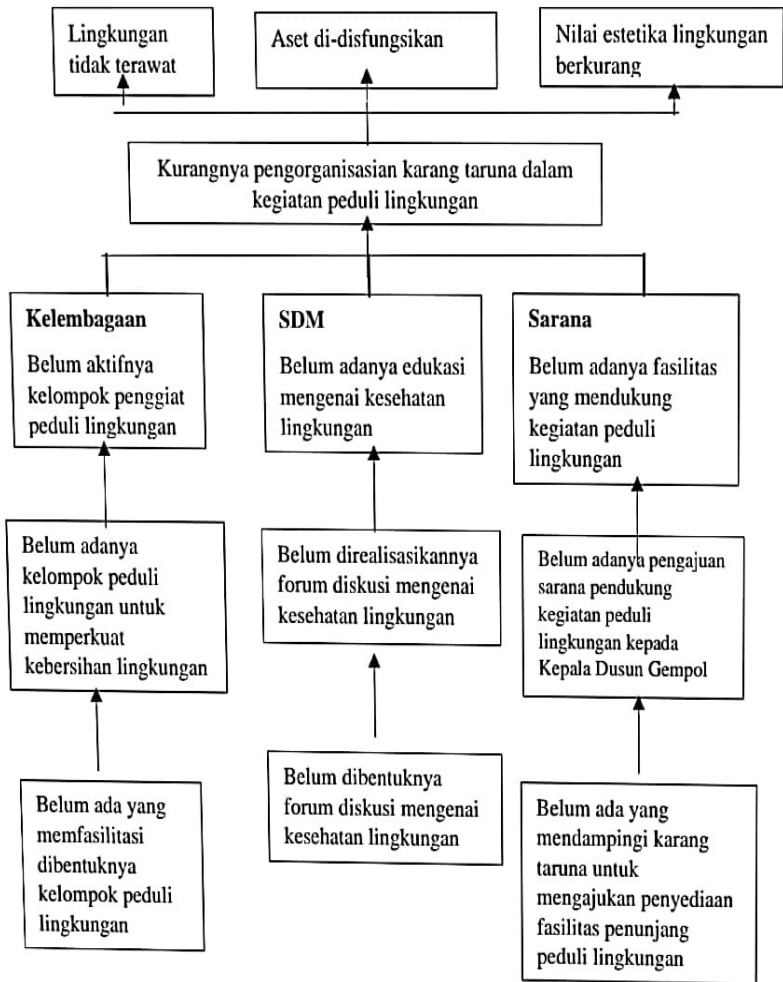 Lingkungan
tidak terawat
Aset di-disfungsikan
Nilai estetika lingkungan
berkurang
Kurangnya pengorganisasian karang taruna dalam
kegiatan peduli lingkungan
Kelembagaan
Belum aktifnya
kelompok penggiat
peduli lingkungan
SDM
Belum adanya edukasi
mengenai kesehatan
lingkungan
Sarana
Belum adanya fasilitas
yang mendukung
kegiatan peduli
lingkungan
Belum adanya
kelompok peduli
lingkungan untuk
memperkuat
kebersihan lingkungan
Belum direalisasikannya
forum diskusi mengenai
kesehatan lingkungan
Belum adanya pengajuan
sarana pendukung
kegiatan peduli
lingkungan kepada
Kepala Dusun Gempol
Belum ada yang
memfasilitasi
dibentuknya
kelompok peduli
lingkungan
Belum dibentuknya
forum diskusi mengenai
kesehatan lingkungan
Belum ada yang
mendampingi karang
taruna untuk
mengajukan penyediaan
fasilitas penunjang
peduli lingkungan